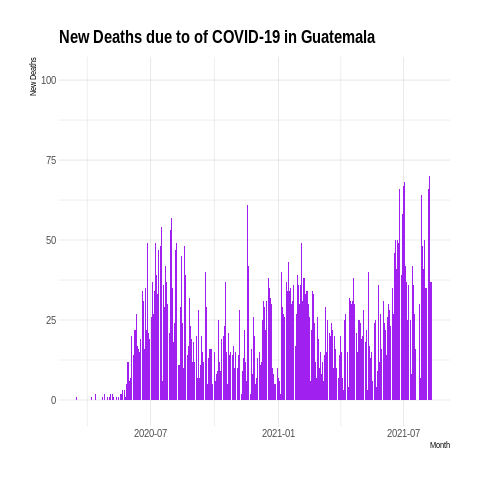 New Deaths due to of COVID-19 in Guatemala
New Deaths
100
75
50
25
0
2020-07
2021-01
2021-07
Month